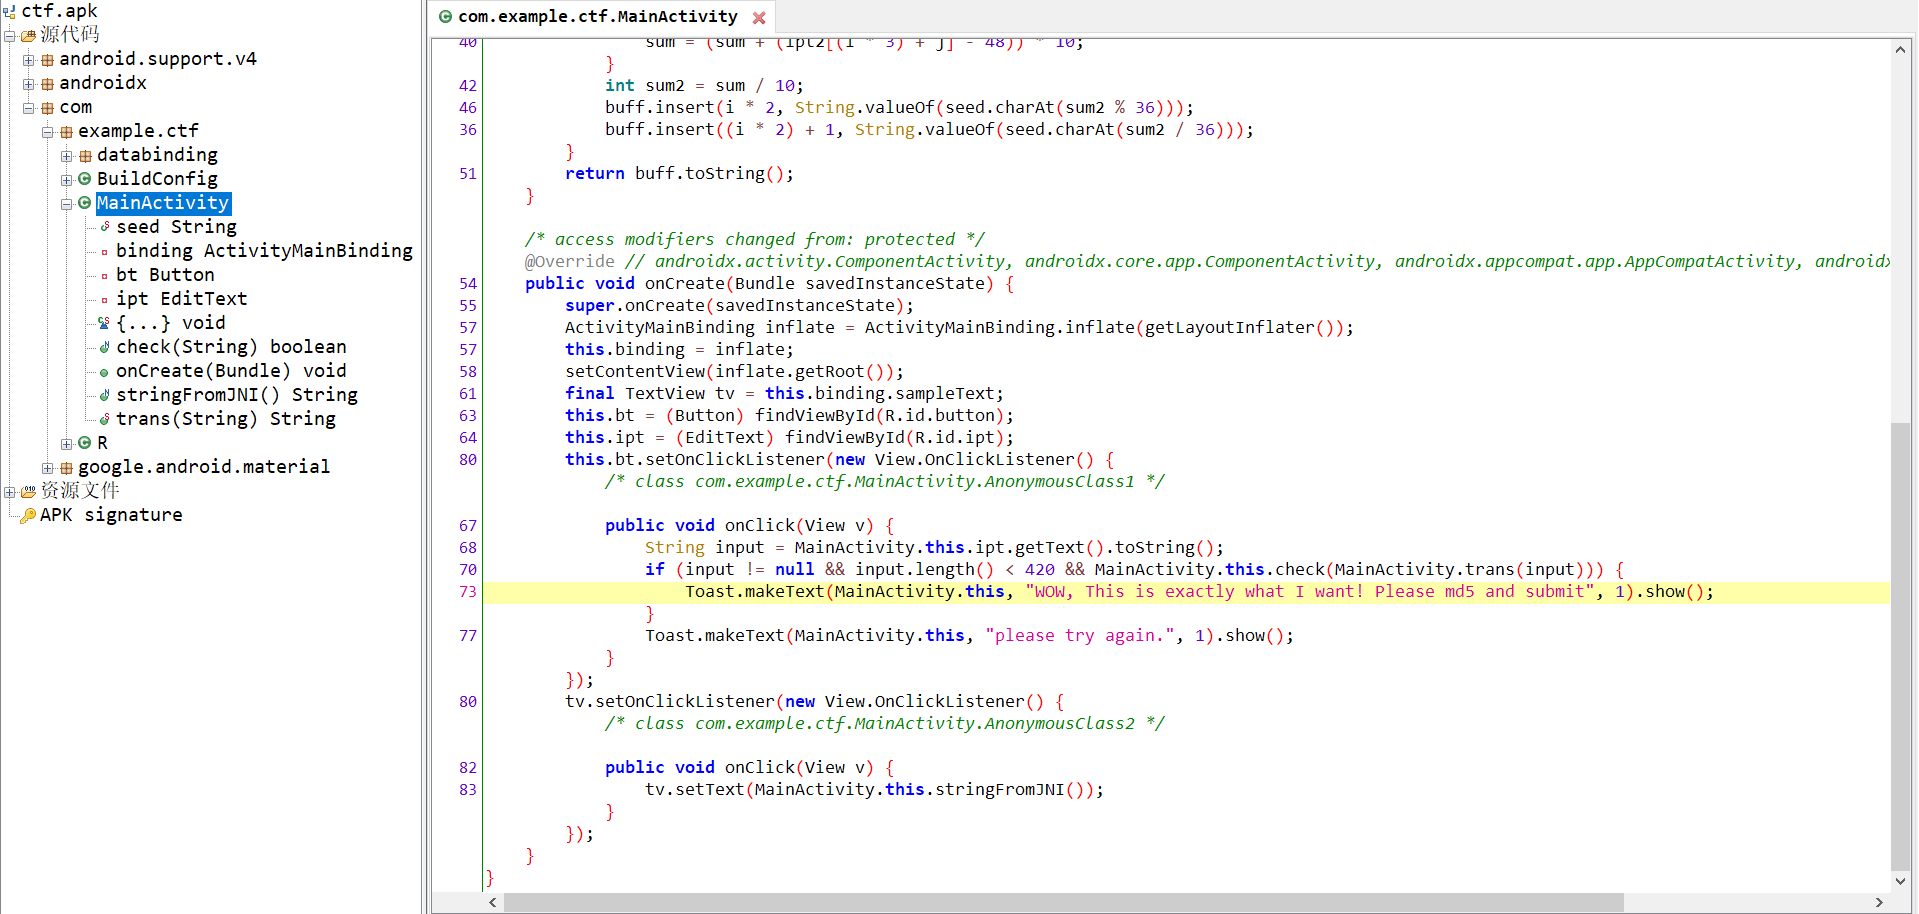 ctf.apk
源代码
android.support.v4
androidx
com
example.ctf
databinding
BuildConfig
MainActivity
seed String
binding ActivityMainBinding
bt Button
ipt EditText
{...} void
check(String) boolean
onCreate(Bundle) void
stringFromJNI() String
trans(String) String
R
google.android.material
资源文件
APK signature
com.example.ctf.MainActivity
40 sum = (sum + (ipt2[(i * 3) + j] - 48)) * 10;
}
42 int sum2 = sum / 10;
46 buff.insert(i * 2, String.valueOf(seed.charAt(sum2 % 36)));
36 buff.insert((i * 2) + 1, String.valueOf(seed.charAt(sum2 / 36)));
}
51 return buff.toString();
}
/* access modifiers changed from: protected */
@Override // androidx.activity.ComponentActivity, androidx.core.app.ComponentActivity, androidx.appcompat.app.AppCompatActivity, androidx
54 public void onCreate(Bundle savedInstanceState) {
55 super.onCreate(savedInstanceState);
57 ActivityMainBinding inflate = ActivityMainBinding.inflate(getLayoutInflater());
57 this.binding = inflate;
58 setContentView(inflate.getRoot());
61 final TextView tv = this.binding.sampleText;
63 this.bt = (Button) findViewById(R.id.button);
64 this.ipt = (EditText) findViewById(R.id.ipt);
80 this.bt.setOnClickListener(new View.OnClickListener() {
/* class com.example.ctf.MainActivity.AnonymousClass1 */
67 public void onClick(View v) {
68 String input = MainActivity.this.ipt.getText().toString();
70 if (input != null && input.length() < 420 && MainActivity.this.check(MainActivity.trans(input))) {
73 Toast.makeText(MainActivity.this, "WOW, This is exactly what I want! Please md5 and submit", 1).show();
}
77 Toast.makeText(MainActivity.this, "please try again.", 1).show();
}
});
80 tv.setOnClickListener(new View.OnClickListener() {
/* class com.example.ctf.MainActivity.AnonymousClass2 */
82 public void onClick(View v) {
83 tv.setText(MainActivity.this.stringFromJNI());
}
});
}
}